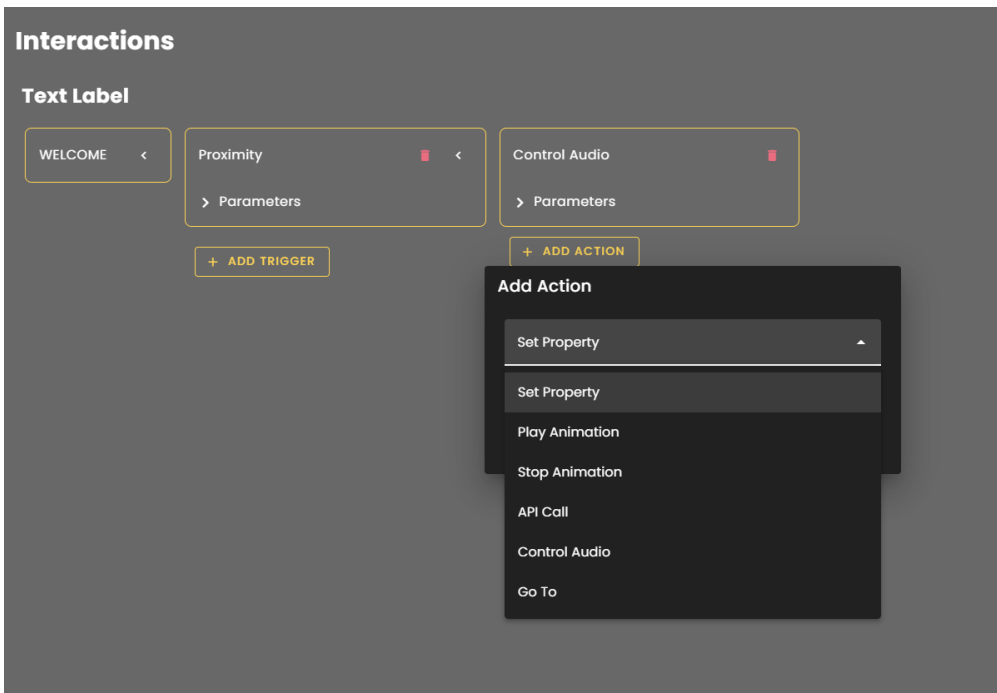 Interactions
Text Label
WELCOME
Proximity
Parameters
+ ADD TRIGGER
Control Audio
Parameters
+ ADD ACTION
Add Action
Set Property
Set Property
Play Animation
Stop Animation
API Call
Control Audio
Go To